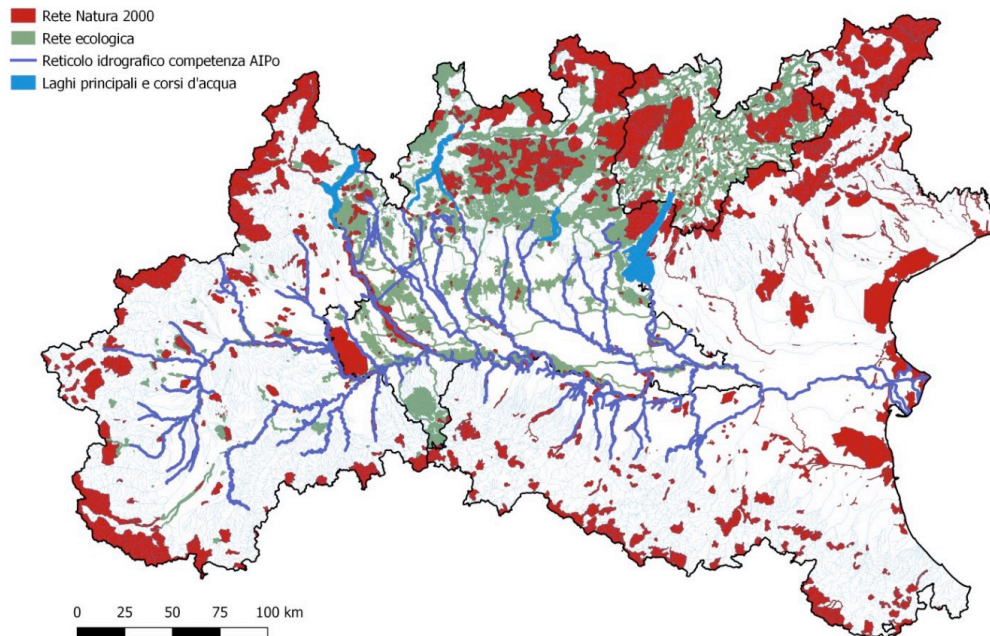 Rete Natura 2000
Rete ecologica
Reticolo idrografico competenza AIPo
Laghi principali e corsi d'acqua
0 25 50 75 100 km